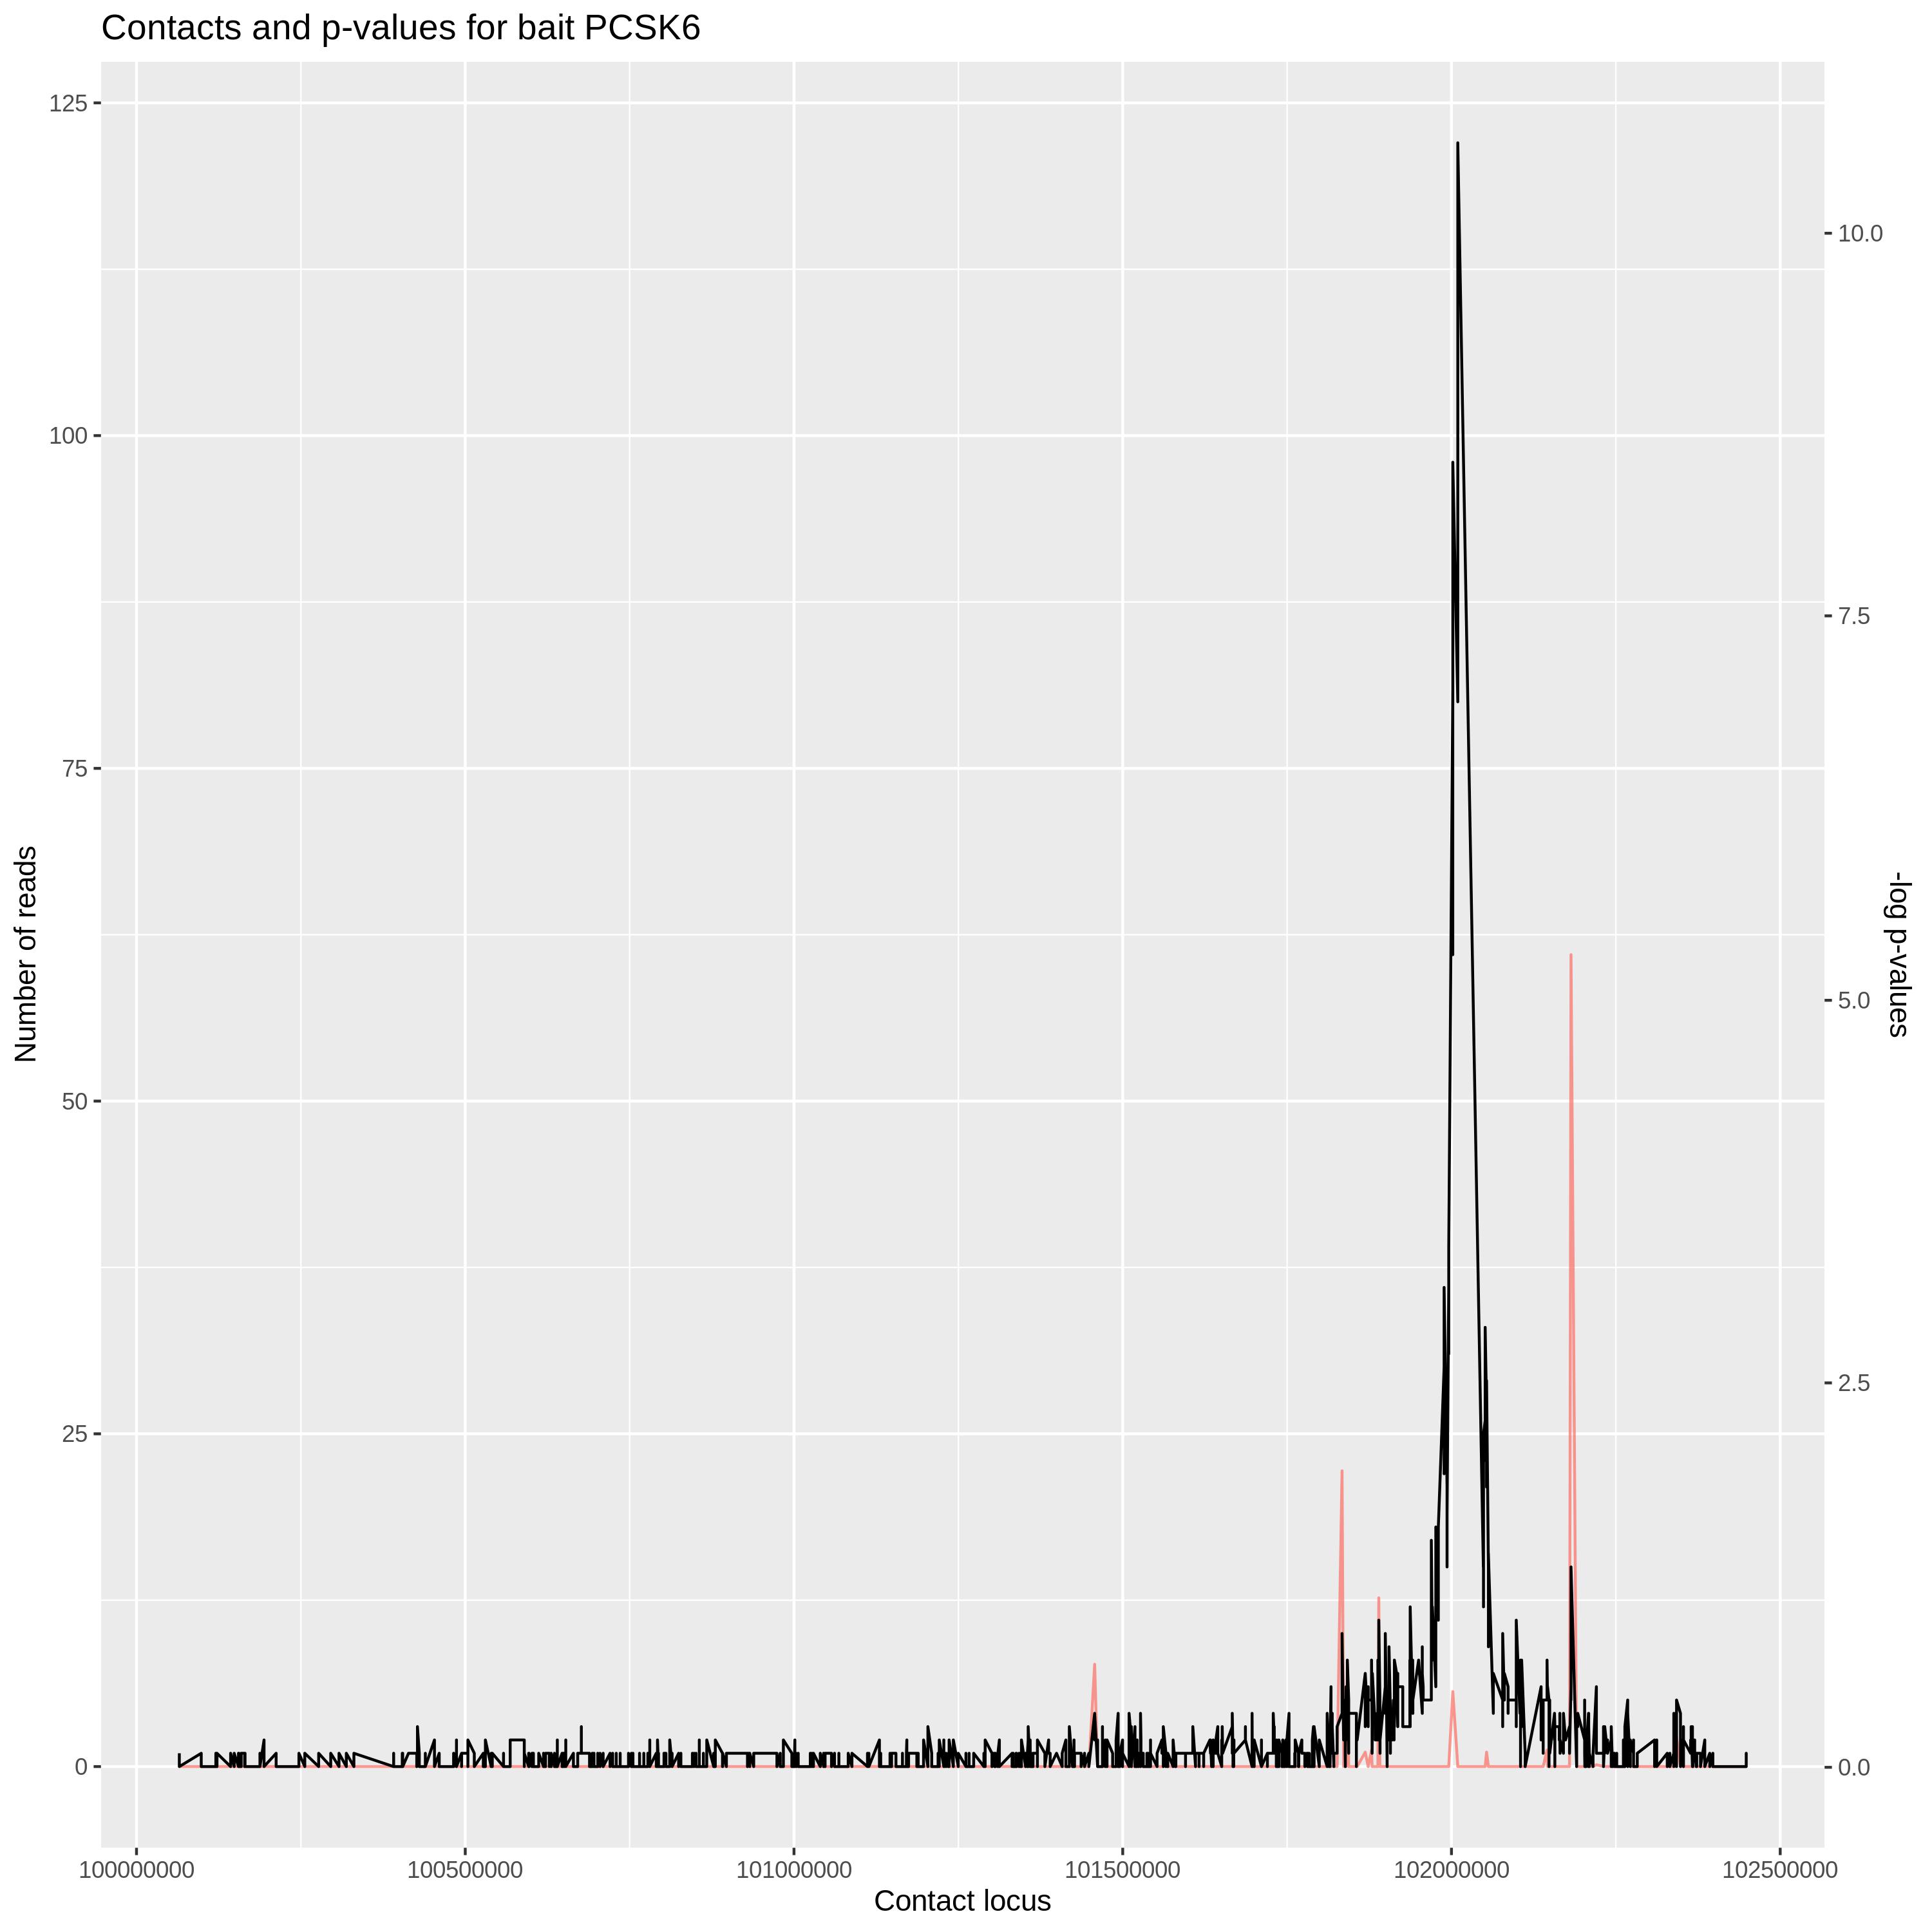 Contacts and p-values for bait PCSK6
125
100
75
50
25
0
Number of reads
10.0
7.5
5.0
2.5
0.0
-log p-values
100000000 100500000 101000000 101500000 102000000 102500000
Contact locus